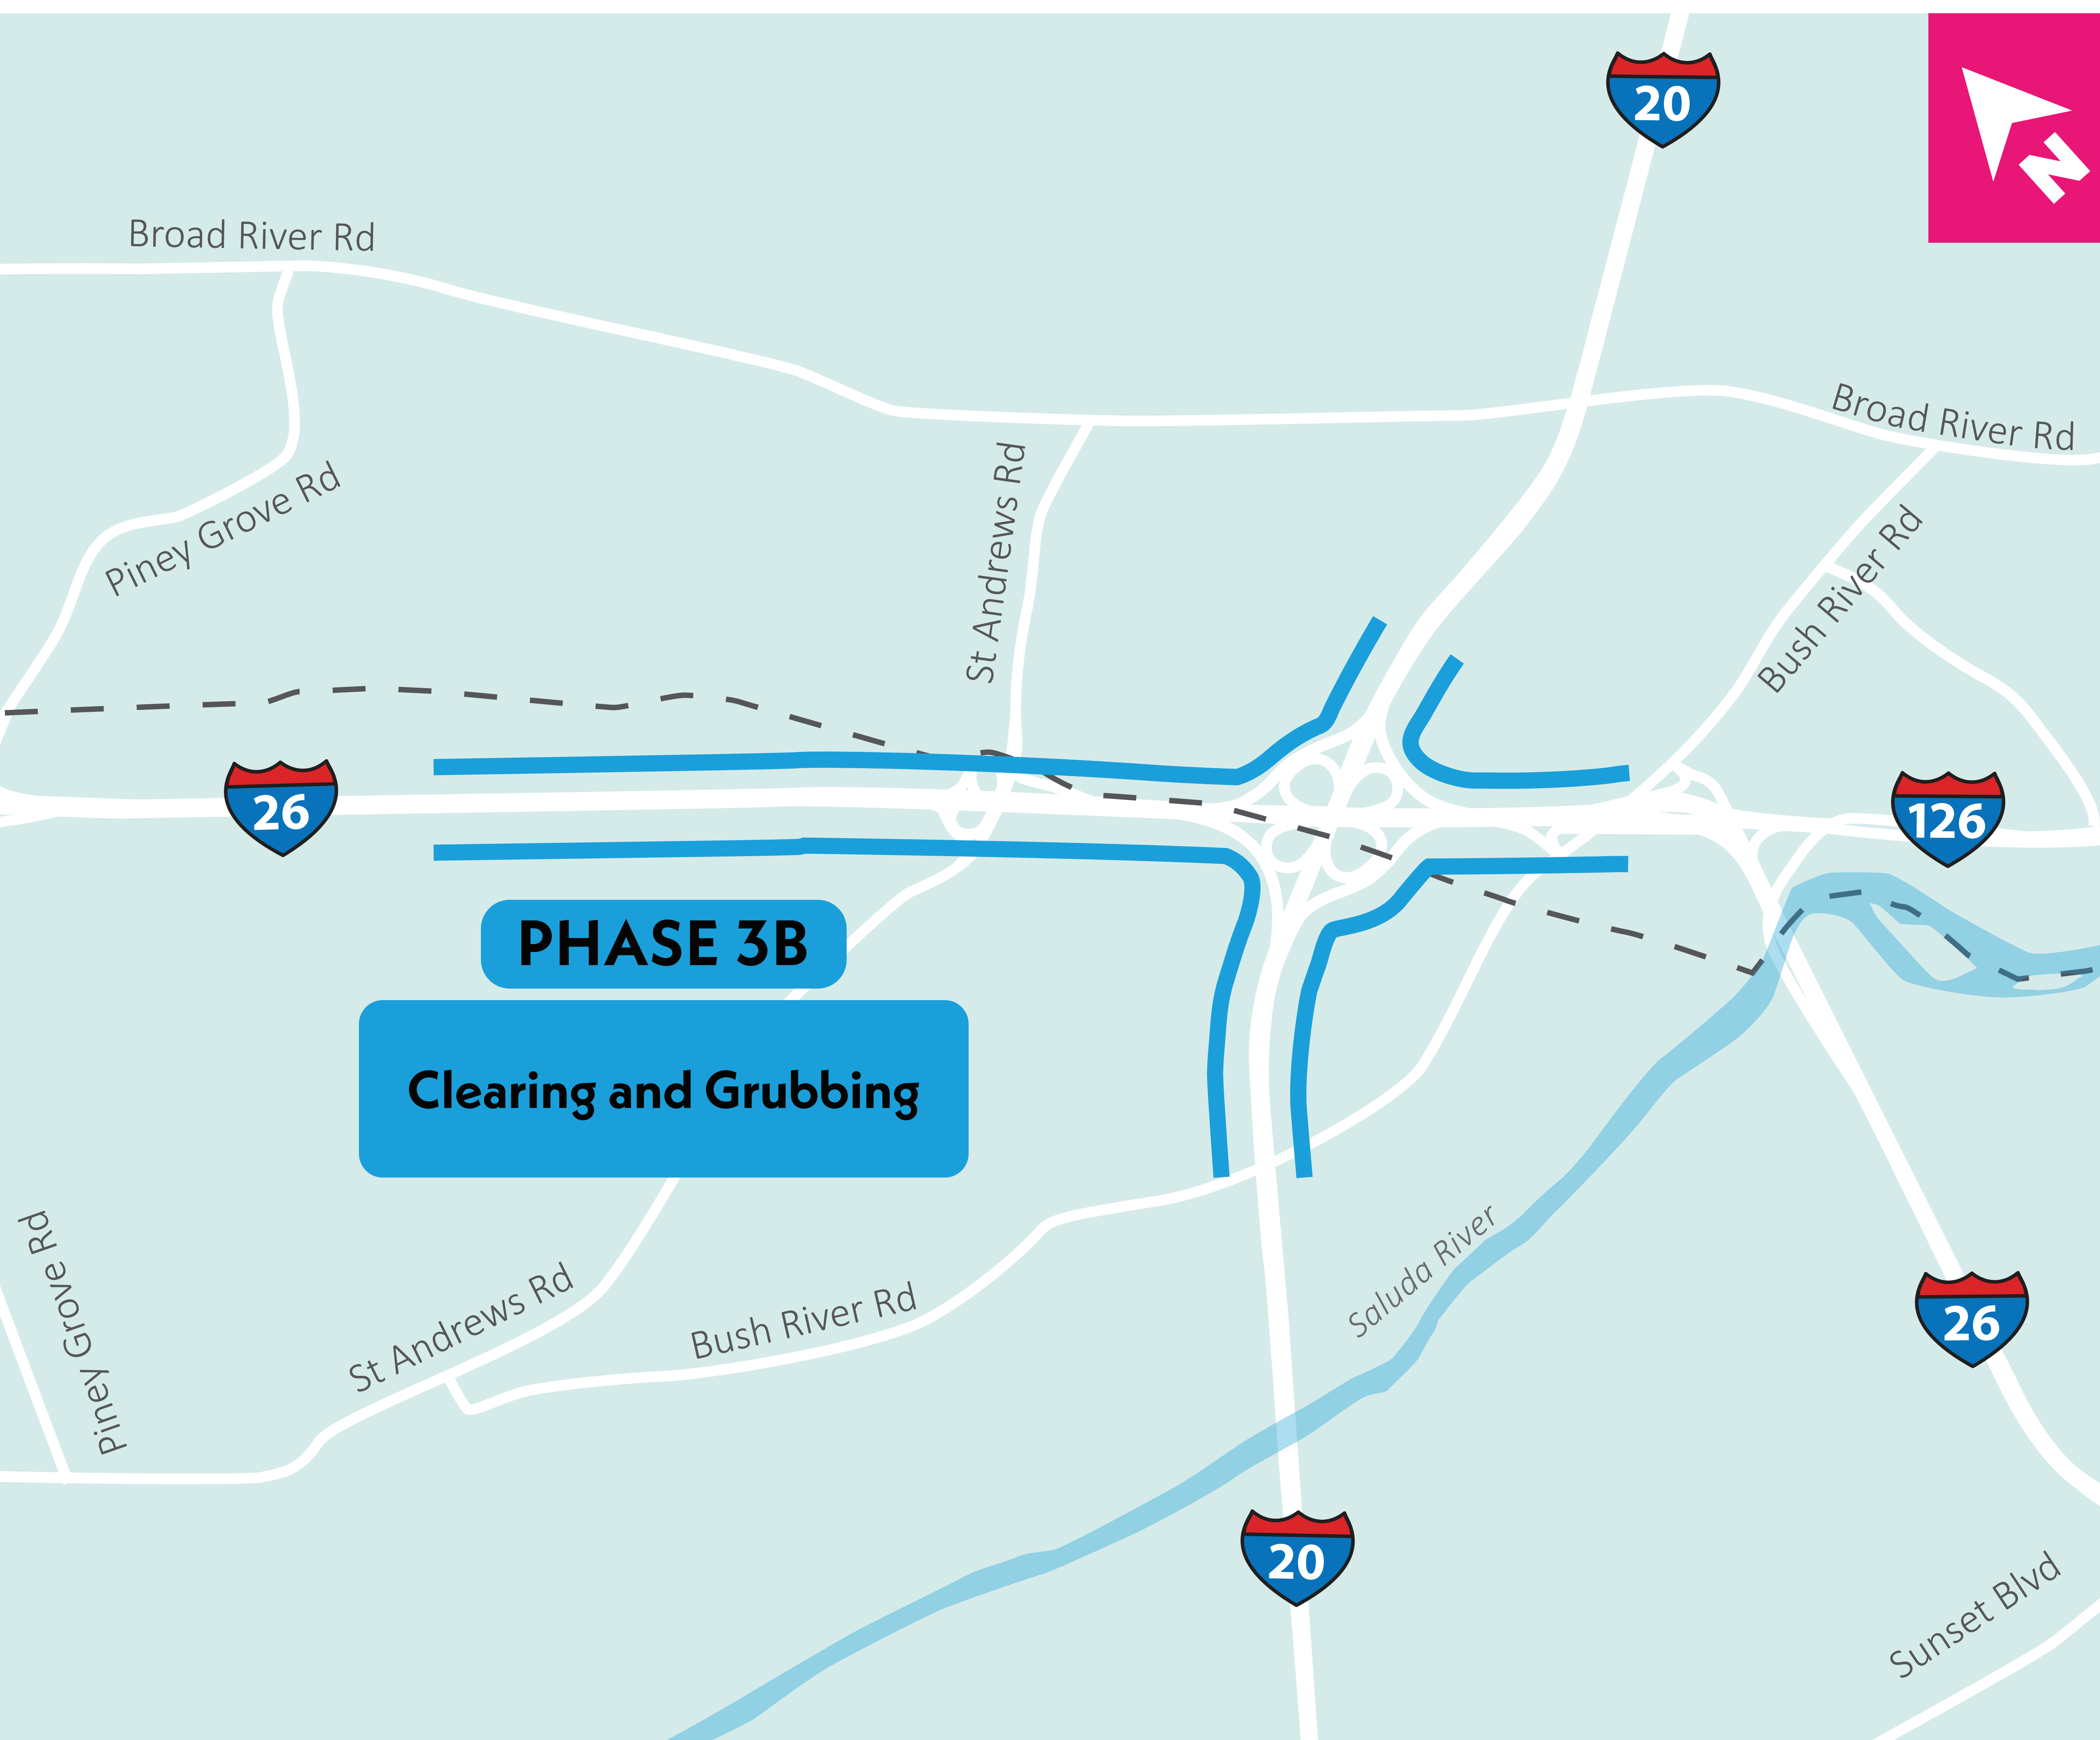 20
N
Broad River Rd
Broad River Rd
Piney Grove Rd
St Andrews Rd
Bush River Rd
26
126
PHASE 3B
Clearing and Grubbing
Piney Grove Rd
St Andrews Rd
Bush River Rd
Saluda River
26
20
Sunset Blvd